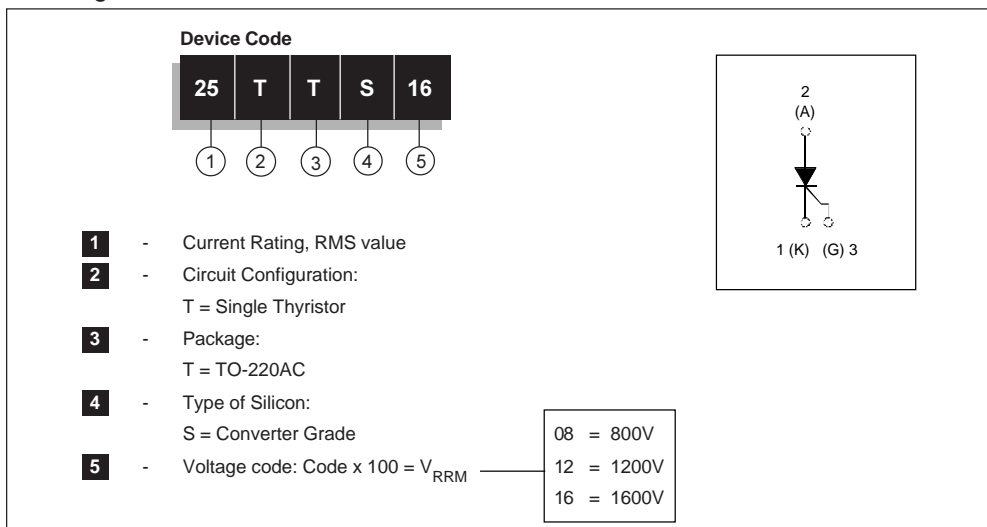 Device Code
25 T T S 16
1 2 3 4 5
1 - Current Rating, RMS value
2 - Circuit Configuration:
T = Single Thyristor
3 - Package:
T = TO-220AC
4 - Type of Silicon:
S = Converter Grade
5 - Voltage code: Code x 100 = VRRM
08 = 800V
12 = 1200V
16 = 1600V
2
(A)
1 (K) (G) 3